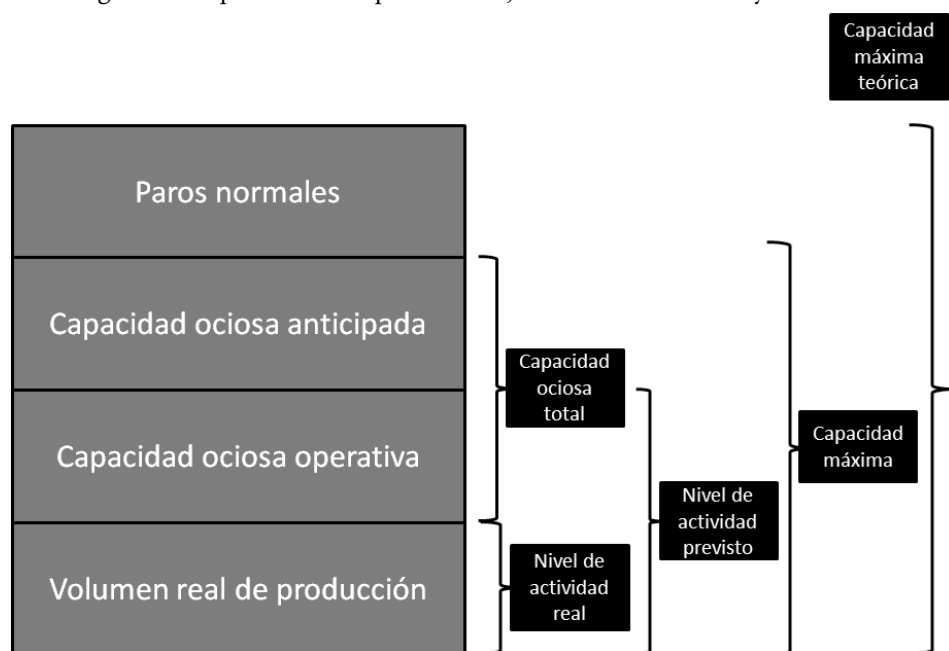 Capacidad
máxima
teórica
Paros normales
Capacidad ociosa anticipada
Capacidad
ociosa
total
Capacidad ociosa operativa
Capacidad
máxima
Nivel de
actividad
previsto
Volumen real de producción
Nivel de
actividad
real